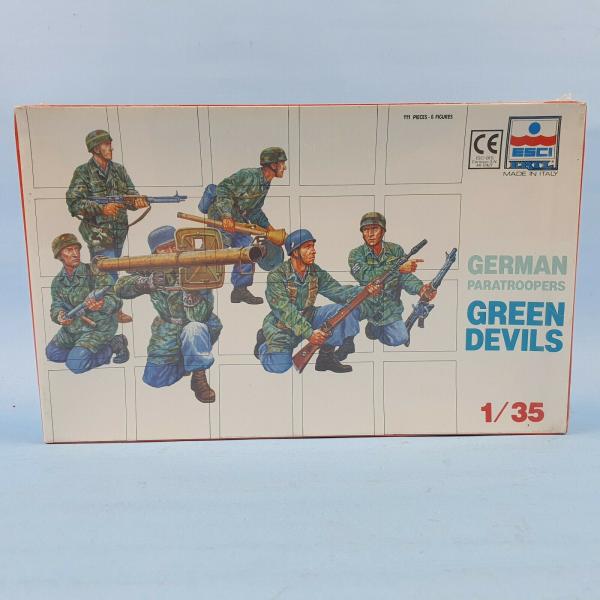 111 PIECES - 6 FIGURES
CE
ESCI
ERTL
MADE IN ITALY
GERMAN
PARATROOPERS
GREEN
DEVILS
1/35